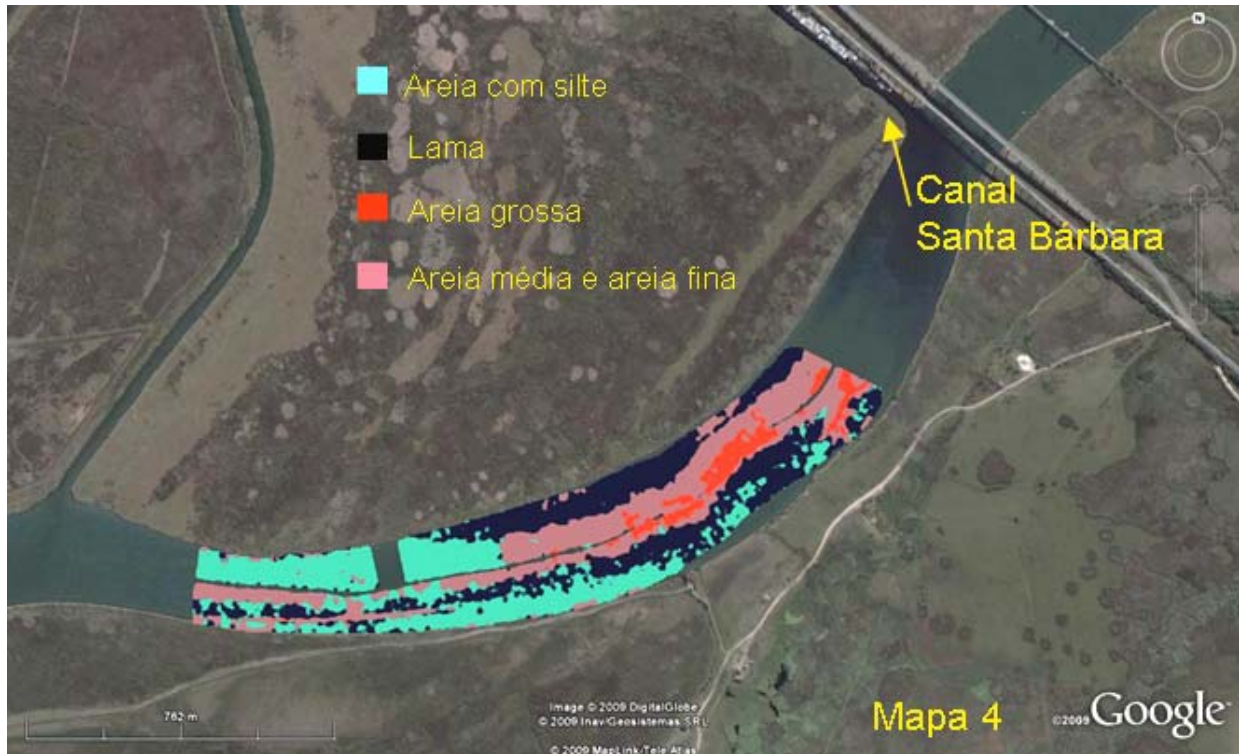 N
Areia com silte
Lama
Areia grossa
Areia média e areia fina
Canal
Santa Bárbara
762 m
Image © 2009 DigitalGlobe
© 2009 Inav/Geosistemas SRL
© 2009 MapLink/Tele Atlas
Mapa 4
©2009 Google